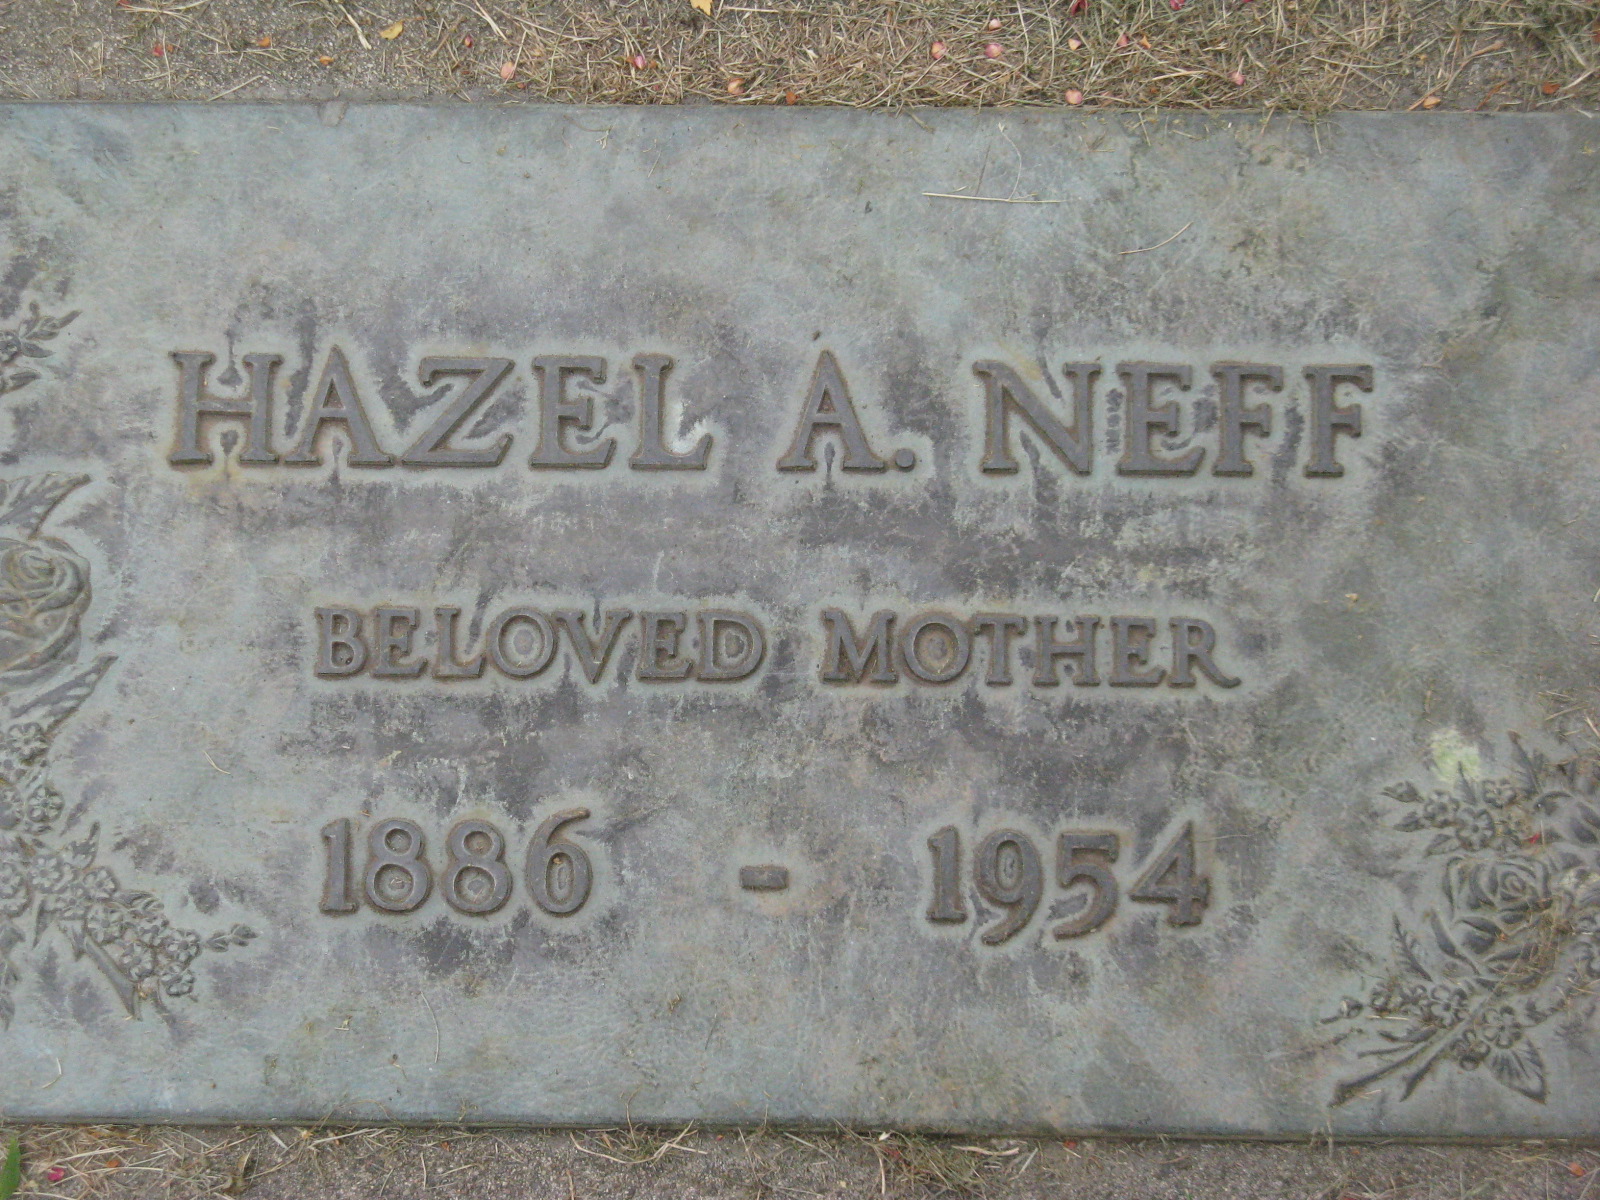 HAZEL A. NEFF
BELOVED MOTHER
1886 - 1954